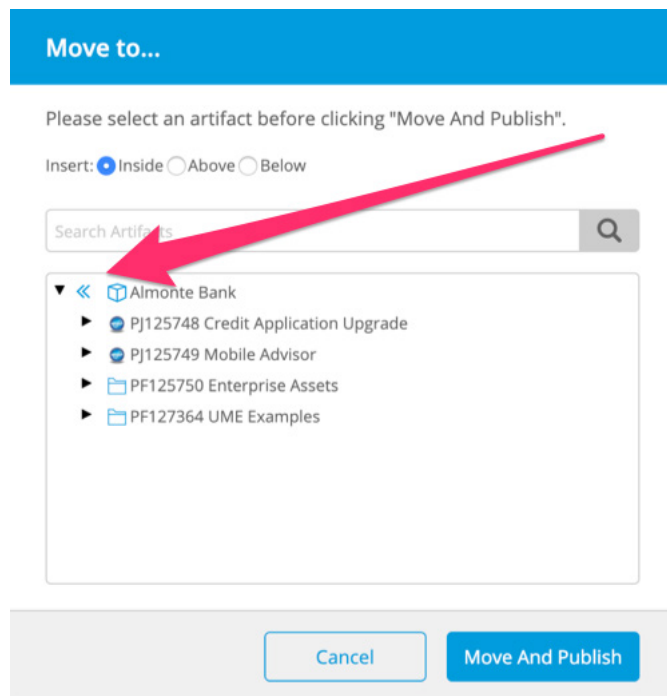 Move to...
Please select an artifact before clicking "Move And Publish".
Insert: Inside Above Below
Search Artifacts
Almonte Bank
PJ125748 Credit Application Upgrade
PJ125749 Mobile Advisor
PF125750 Enterprise Assets
PF127364 UME Examples
Cancel
Move And Publish